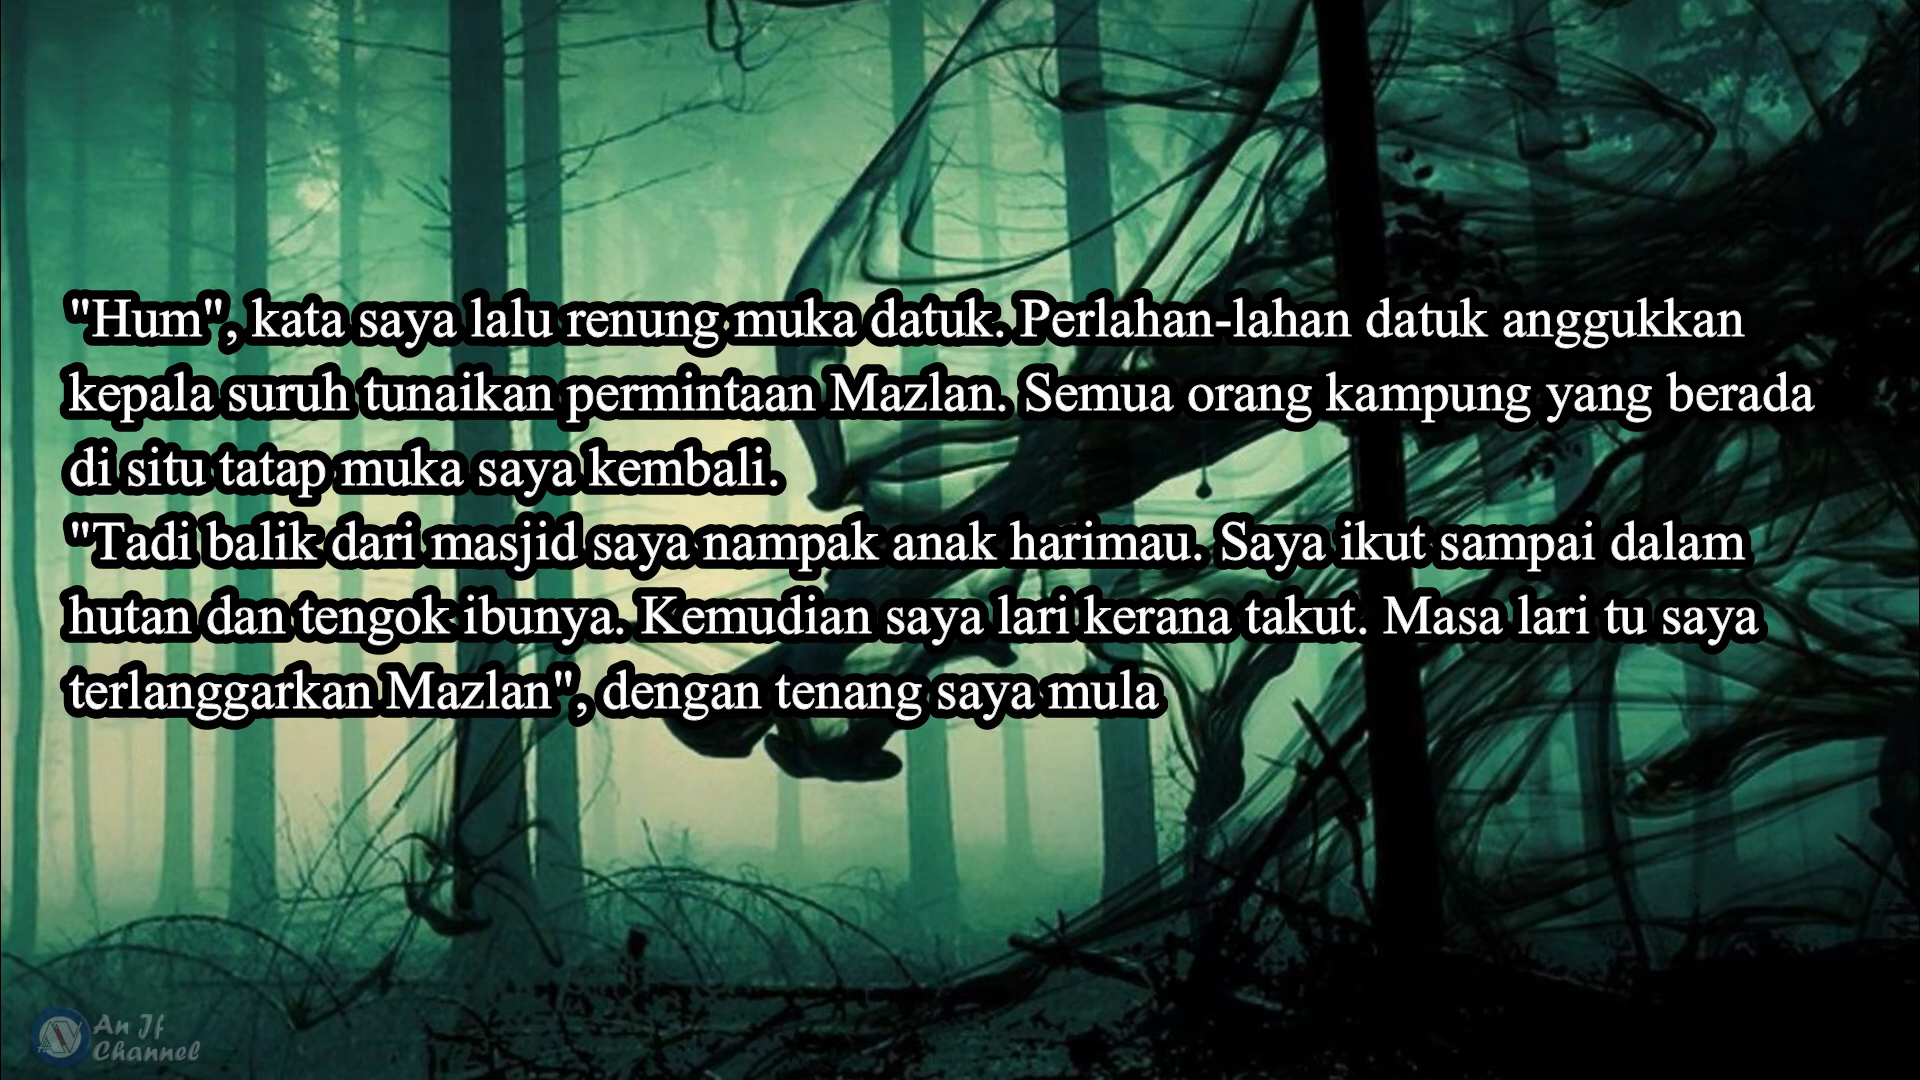 "Hum", kata saya lalu renung muka datuk. Perlahan-lahan datuk anggukkan
kepala suruh tunaikan permintaan Mazlan. Semua orang kampung yang berada
di situ tatap muka saya kembali.
"Tadi balik dari masjid saya nampak anak harimau. Saya ikut sampai dalam
hutan dan tengok ibunya. Kemudian saya lari kerana takut. Masa lari tu saya
terlanggarkan Mazlan", dengan tenang saya mula
An If
Channel